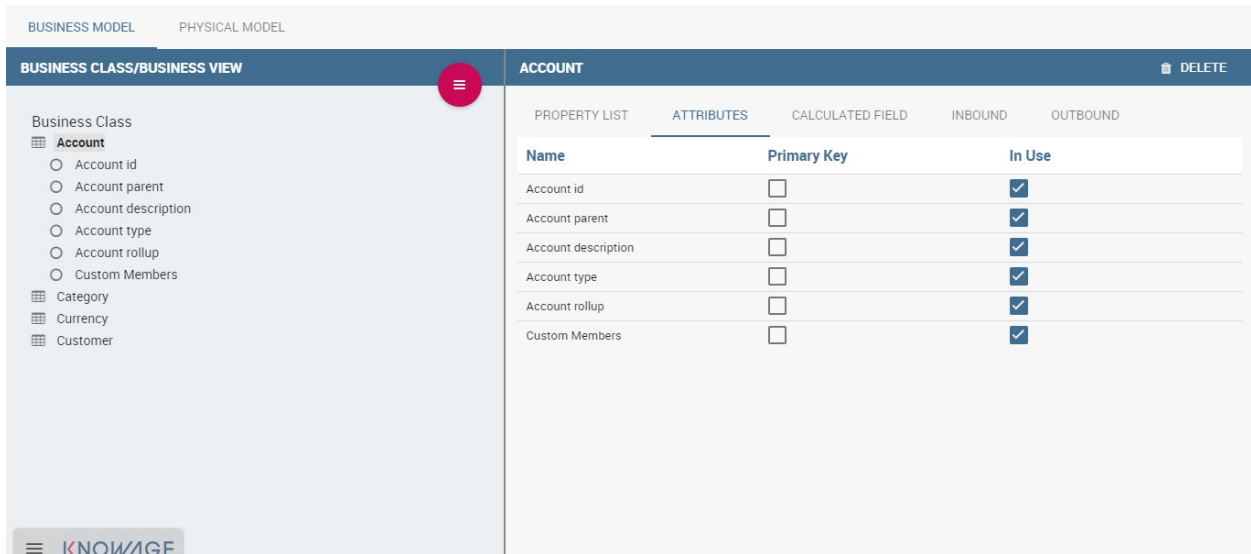 BUSINESS MODEL PHYSICAL MODEL
BUSINESS CLASS/BUSINESS VIEW
Business Class
Account
Account id
Account parent
Account description
Account type
Account rollup
Custom Members
Category
Currency
Customer
KNOWAGE
ACCOUNT DELETE
PROPERTY LIST ATTRIBUTES CALCULATED FIELD INBOUND OUTBOUND
Name Primary Key In Use
Account id
Account parent
Account description
Account type
Account rollup
Custom Members